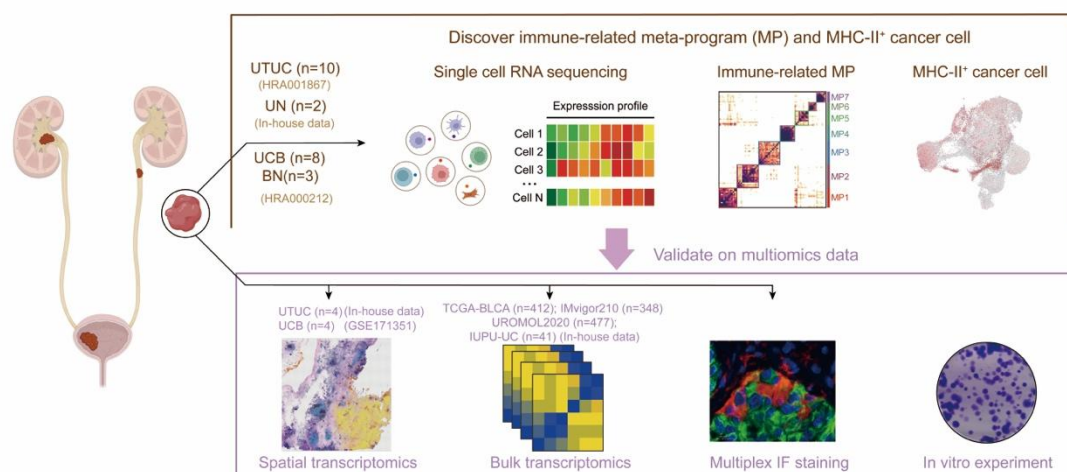 Discover immune-related meta-program (MP) and MHC-II⁺ cancer cell
UTUC (n=10)
(HRA001867)
UN (n=2)
(In-house data)
UCB (n=8)
BN(n=3)
(HRA000212)
Single cell RNA sequencing
Expresssion profile
Cell 1
Cell 2
Cell 3
...
Cell N
Immune-related MP
MP7
MP6
MP5
MP4
MP3
MP2
MP1
MHC-II⁺ cancer cell
Validate on multiomics data
UTUC (n=4) (In-house data)
UCB (n=4) (GSE171351)
Spatial transcriptomics
TCGA-BLCA (n=412); IMvigor210 (n=348)
UROMOL2020 (n=477);
IUPU-UC (n=41) (In-house data)
Bulk transcriptomics
Multiplex IF staining
In vitro experiment